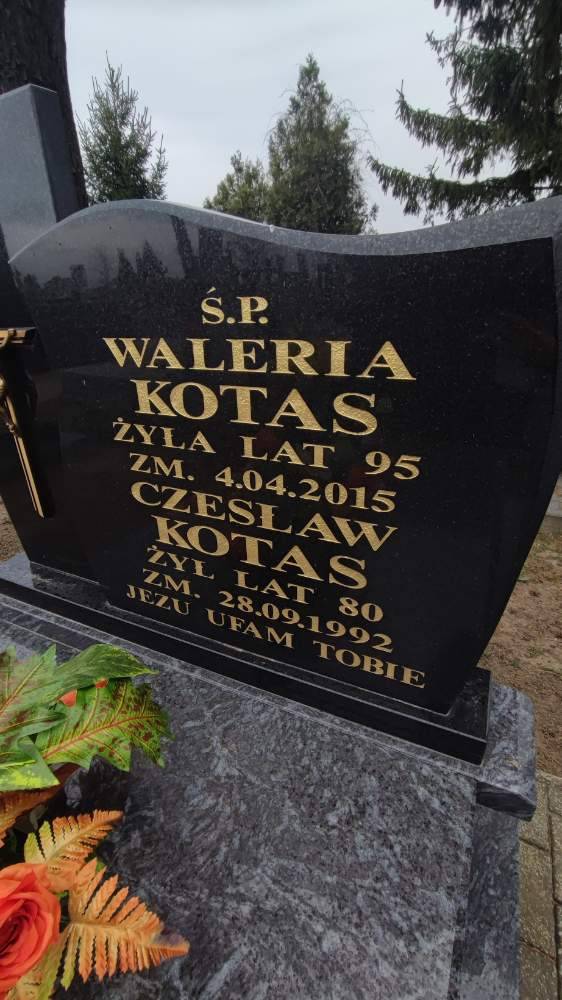 Ś.P.
WALERIA
KOTAS
ŻYŁA LAT 95
ZM. 4.04.2015
CZESŁAW
KOTAS
ŻYŁ LAT 80
ZM. 28.09.1992
JEZU UFAM TOBIE